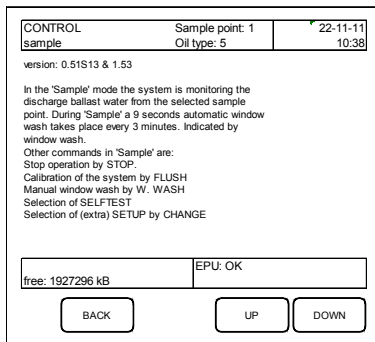 CONTROL Sample point: 1 22-11-11
sample Oil type: 5 10:38
version: 0.51S13 & 1.53
In the 'Sample' mode the system is monitoring the
discharge ballast water from the selected sample
point. During 'Sample' a 9 seconds automatic window
wash takes place every 3 minutes. Indicated by
window wash.
Other commands in 'Sample' are:
Stop operation by STOP.
Calibration of the system by FLUSH
Manual window wash by W. WASH
Selection of SELFTEST
Selection of (extra) SETUP by CHANGE
EPU: OK
free: 1927296 kB
BACK UP DOWN